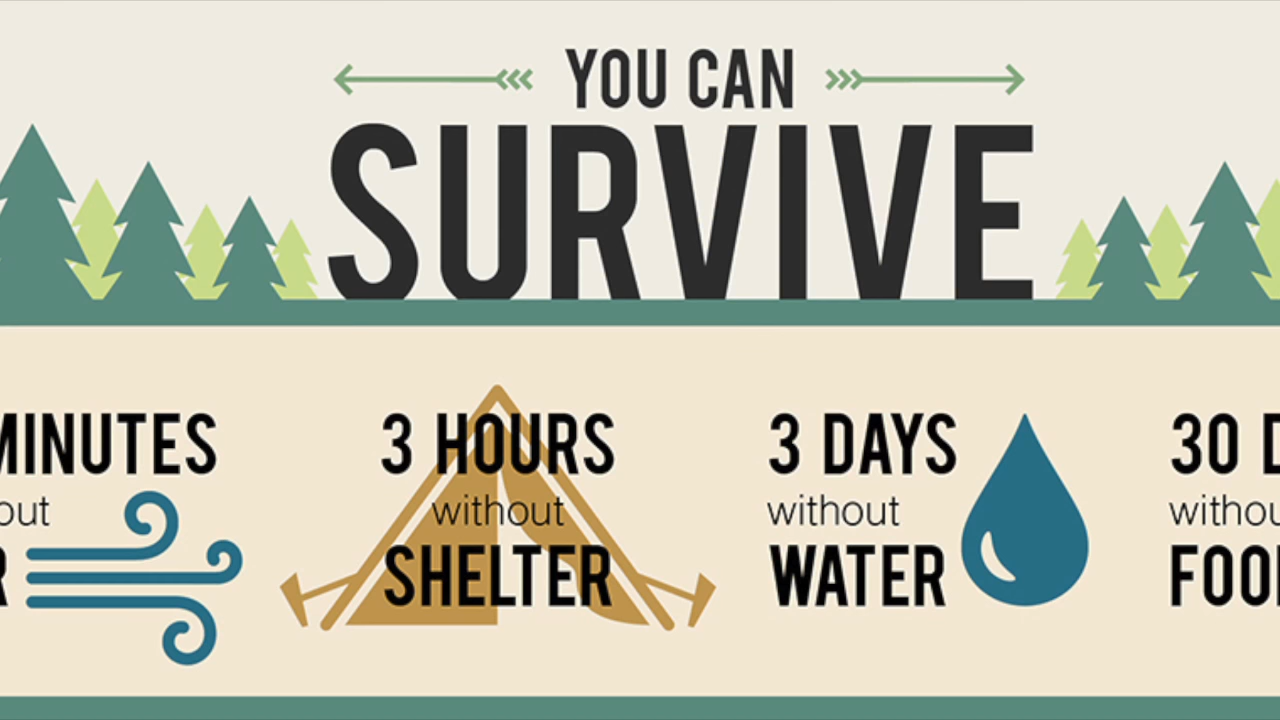 YOU CAN
SURVIVE
MINUTES
3 HOURS
without
SHELTER
3 DAYS
without
WATER
30